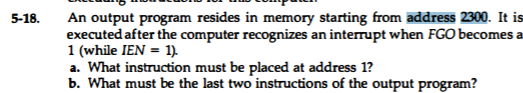 5-18. An output program resides in memory starting from address 2300. It is
executed after the computer recognizes an interrupt when FGO becomes a
1 (while IEN = 1).
a. What instruction must be placed at address 1?
b. What must be the last two instructions of the output program?